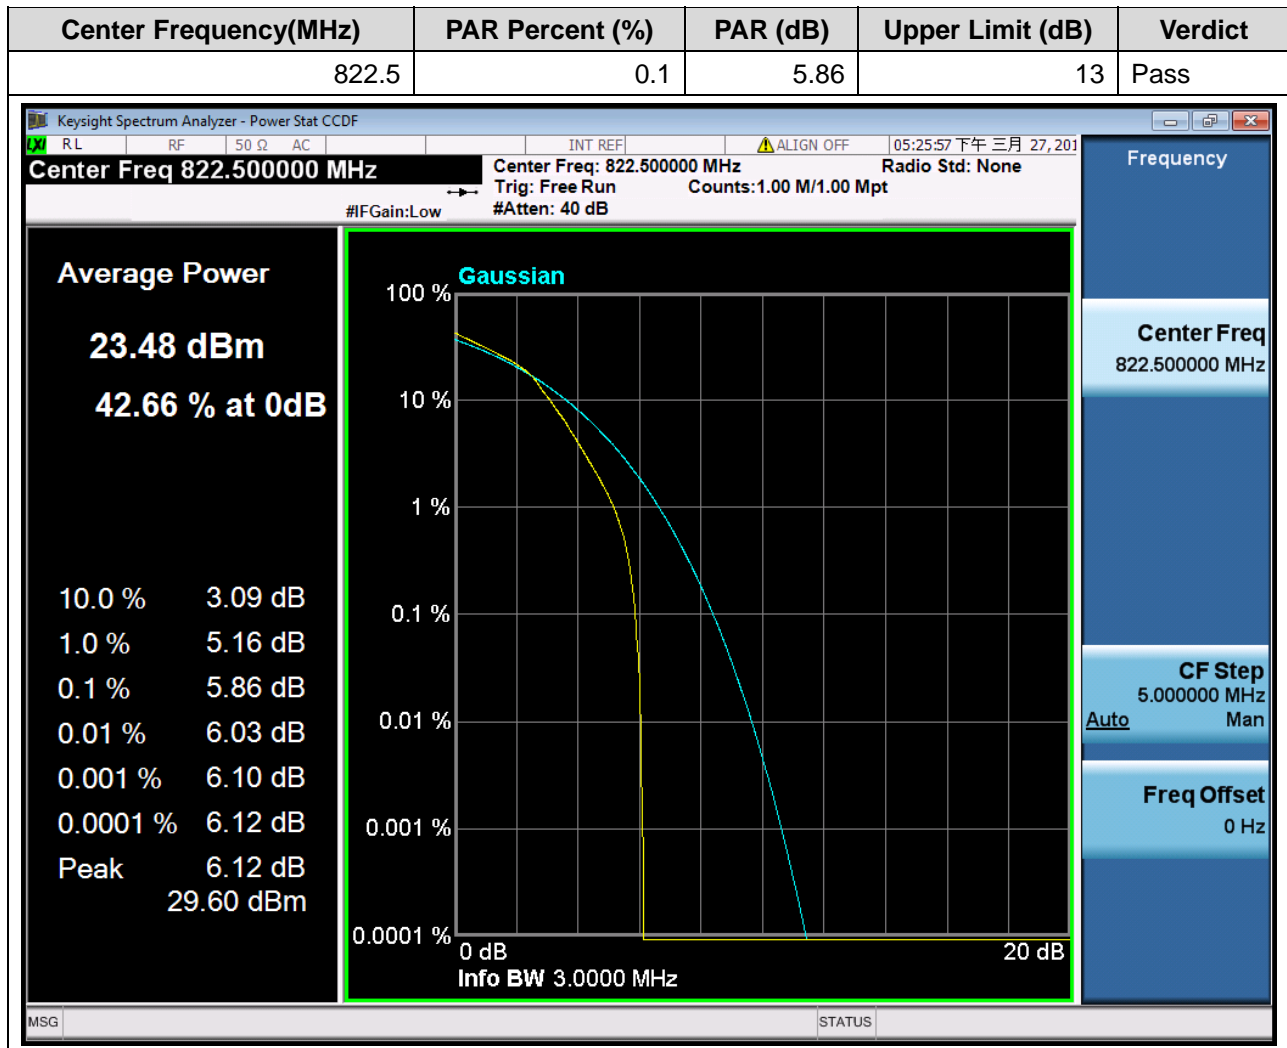 Center Frequency(MHz) PAR Percent (%) PAR (dB) Upper Limit (dB) Verdict
822.5 0.1 5.86 13 Pass
Keysight Spectrum Analyzer - Power Stat CCDF
LXI RL RF 50 Ω AC INT REF ALIGN OFF 05:25:57 下午 三月 27, 201
Center Freq 822.500000 MHz
Center Freq: 822.500000 MHz Radio Std: None
Trig: Free Run Counts:1.00 M/1.00 Mpt
#IFGain:Low #Atten: 40 dB
Average Power
23.48 dBm
42.66 % at 0dB
10.0 % 3.09 dB
1.0 % 5.16 dB
0.1 % 5.86 dB
0.01 % 6.03 dB
0.001 % 6.10 dB
0.0001 % 6.12 dB
Peak 6.12 dB
29.60 dBm
Gaussian
100 %
10 %
1 %
0.1 %
0.01 %
0.001 %
0.0001 %
0 dB 20 dB
Info BW 3.0000 MHz
Frequency
Center Freq
822.500000 MHz
CF Step
5.000000 MHz
Auto Man
Freq Offset
0 Hz
MSG STATUS